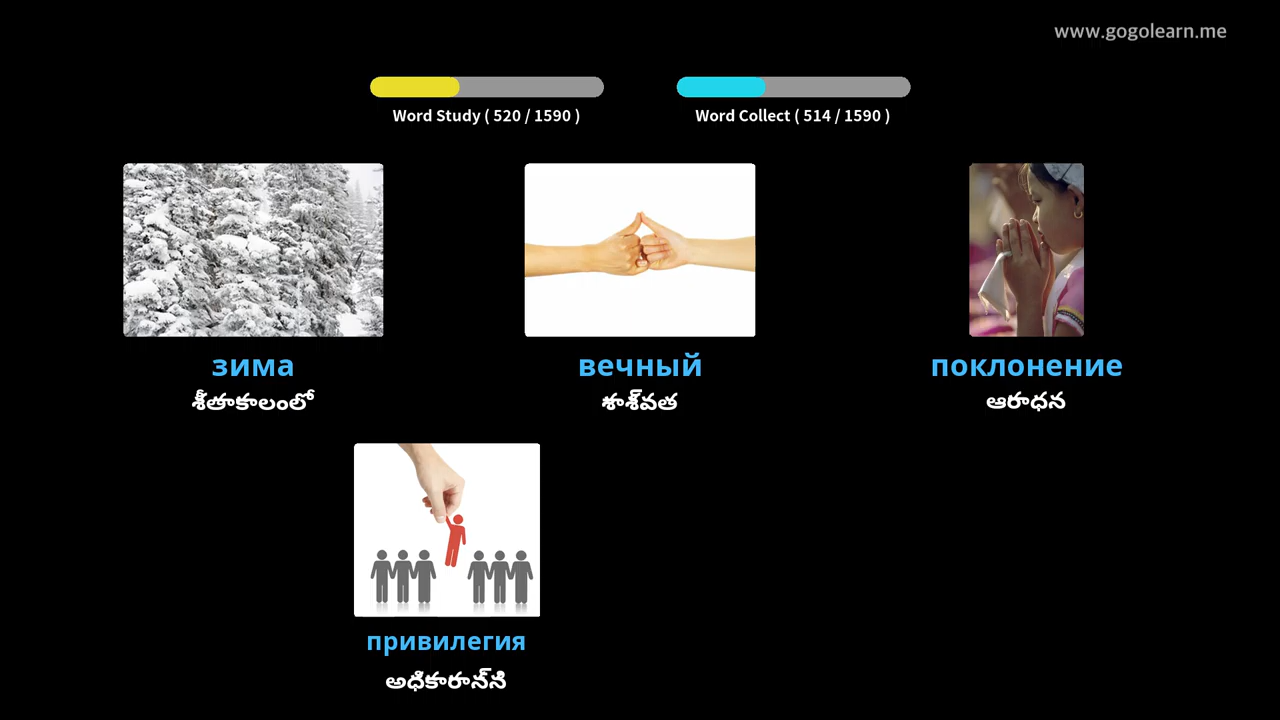 www.gogolearn.me
Word Study ( 520 / 1590 )
Word Collect ( 514 / 1590 )
зима
శీతాకాలంలో
вечный
శాశ్వత
поклонение
ఆరాధన
привилегия
అధికారాన్ని